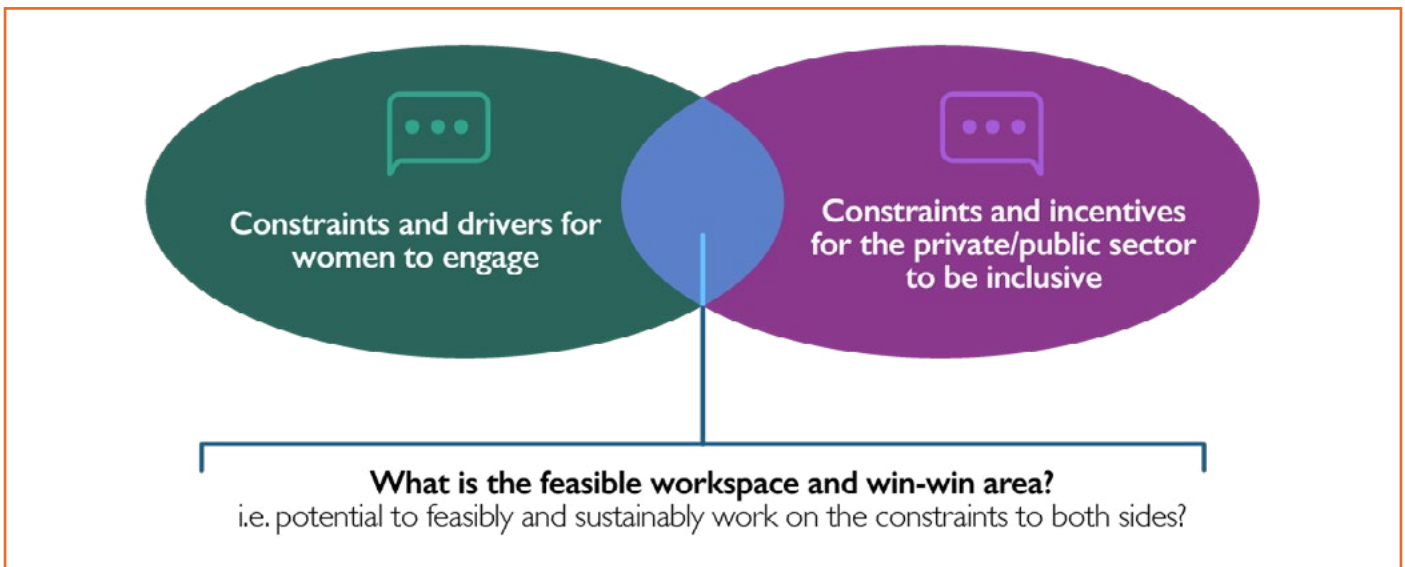 Constraints and drivers for
women to engage
Constraints and incentives
for the private/public sector
to be inclusive
What is the feasible workspace and win-win area?
i.e. potential to feasibly and sustainably work on the constraints to both sides?